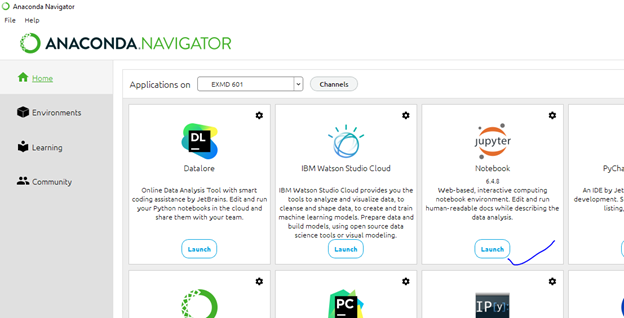 Anaconda Navigator
File Help
ANACONDA.NAVIGATOR
Home
Environments
Learning
Community
Applications on EXMD 601 Channels
DL
Datalore
Online Data Analysis Tool with smart
coding assistance by JetBrains. Edit and run
your Python notebooks in the cloud and
share them with your team.
Launch
IBM Watson Studio Cloud
IBM Watson Studio Cloud provides you the
tools to analyze and visualize data, to
cleanse and shape data, to create and train
machine learning models. Prepare data and
build models, using open source data
science tools or visual modeling.
Launch
jupyter
Notebook
6.4.8
Web-based, interactive computing
notebook environment. Edit and run
human-readable docs while describing the
data analysis.
Launch
PyCha
An IDE by Jet
development. S
listing,
PC
IP[y]: